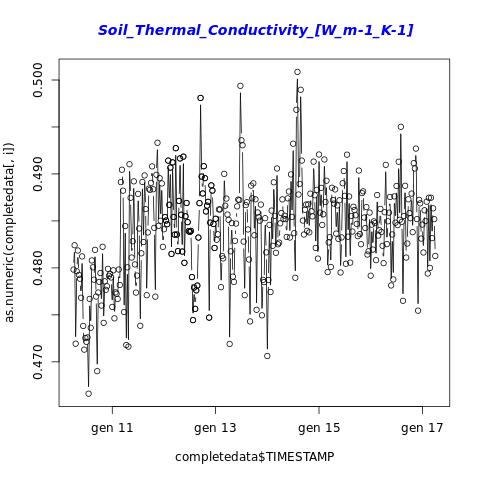 Soil_Thermal_Conductivity_[W_m-1_K-1]
as.numeric(completedata[, i])
0.500
0.490
0.480
0.470
gen 11
gen 13
gen 15
gen 17
completedata$TIMESTAMP